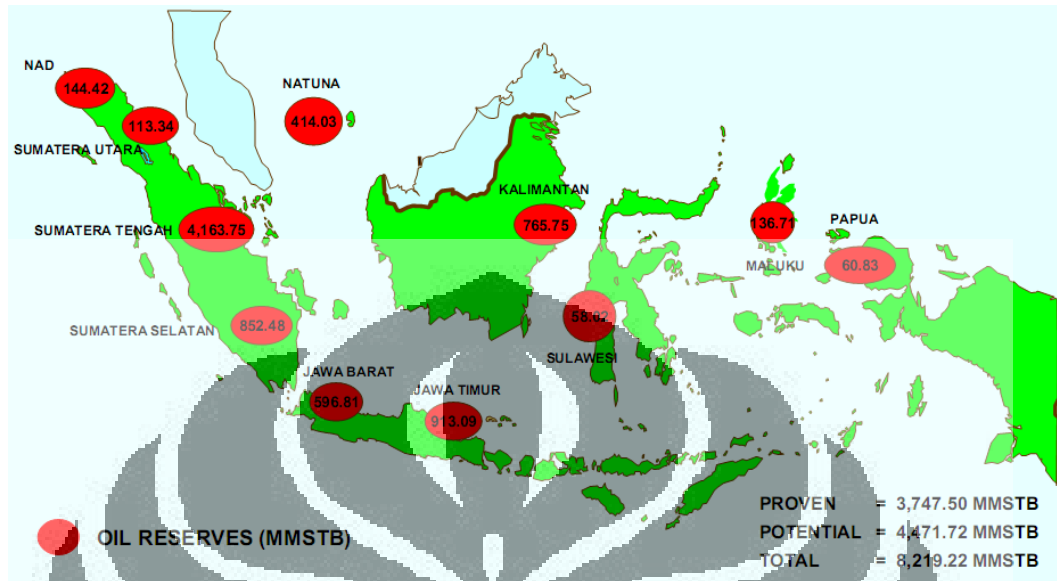 NAD
144.42
NATUNA
414.03
113.34
SUMATERA UTARA
KALIMANTAN
765.75
SUMATERA TENGAH
4,163.75
136.71
PAPUA
60.83
MALUKU
SUMATERA SELATAN
852.48
58.02
SULAWESI
JAWA BARAT
596.81
JAWA TIMUR
913.09
PROVEN = 3,747.50 MMSTB
POTENTIAL = 4,471.72 MMSTB
TOTAL = 8,219.22 MMSTB
OIL RESERVES (MMSTB)